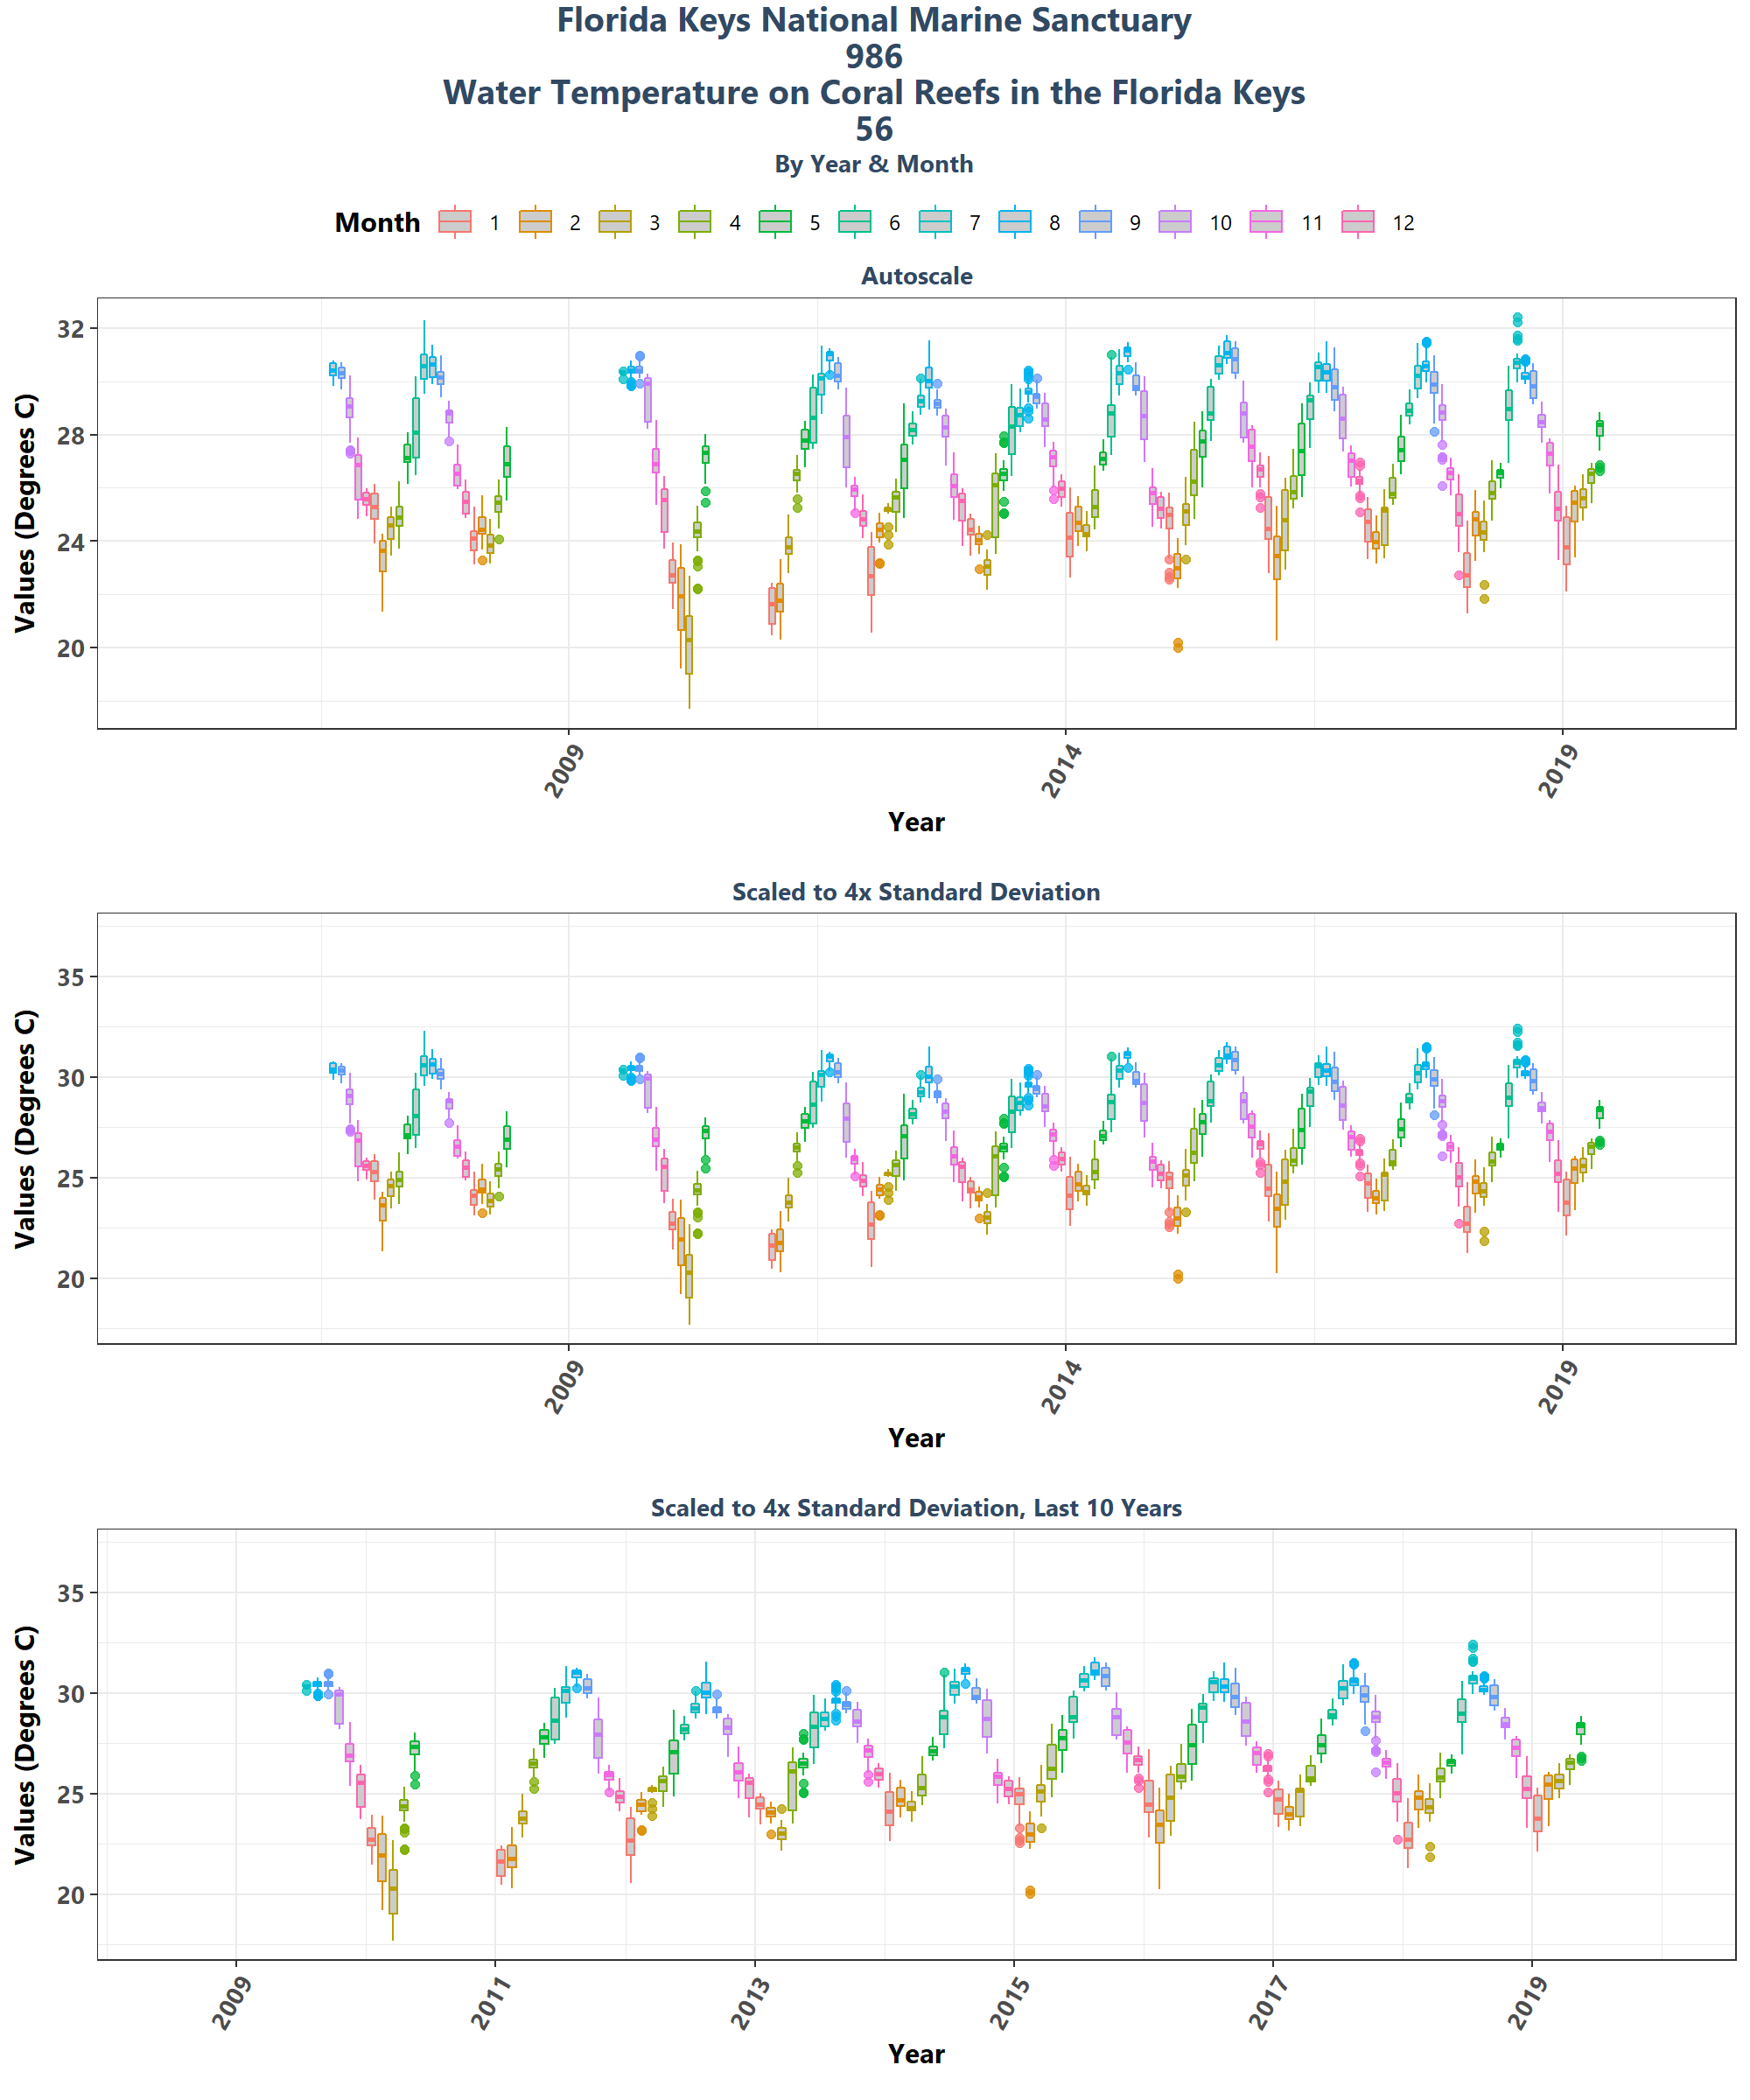 Florida Keys National Marine Sanctuary
986
Water Temperature on Coral Reefs in the Florida Keys
56
By Year & Month
Month 1 2 3 4 5 6 7 8 9 10 11 12
Autoscale
Values (Degrees C)
32
28
24
20
2009 2014 2019
Year
Scaled to 4x Standard Deviation
Values (Degrees C)
35
30
25
20
2009 2014 2019
Year
Scaled to 4x Standard Deviation, Last 10 Years
Values (Degrees C)
35
30
25
20
2009 2011 2013 2015 2017 2019
Year